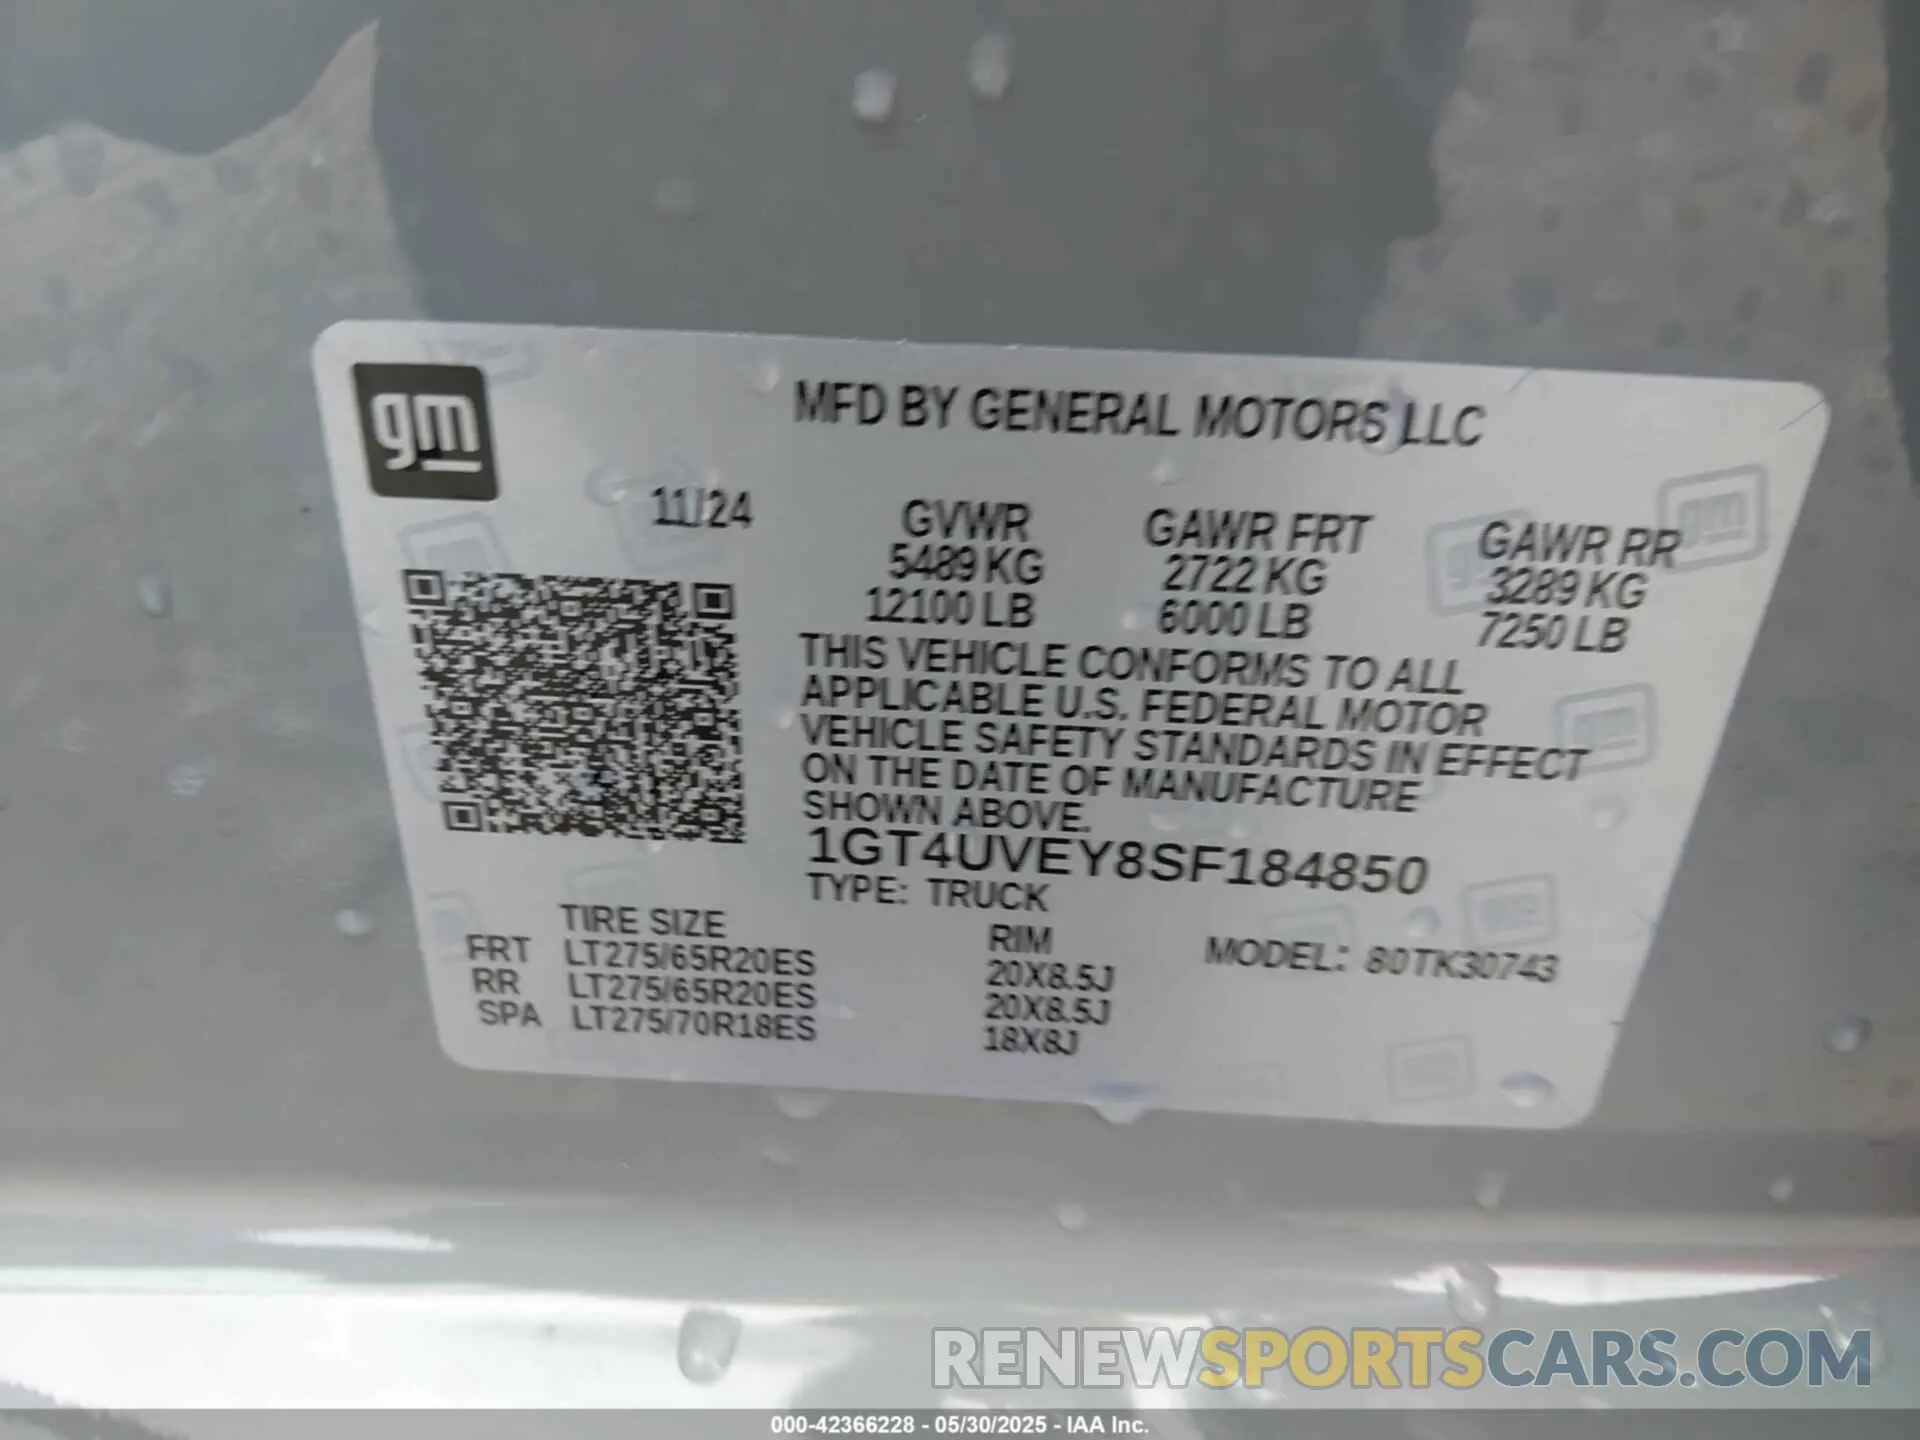 gm
MFD BY GENERAL MOTORS LLC
11/24
GVWR GAWR FRT GAWR RR
5489 KG 2722 KG 3289 KG
12100 LB 6000 LB 7250 LB
THIS VEHICLE CONFORMS TO ALL
APPLICABLE U.S. FEDERAL MOTOR
VEHICLE SAFETY STANDARDS IN EFFECT
ON THE DATE OF MANUFACTURE
SHOWN ABOVE.
1GT4UVEY8SF184850
TYPE: TRUCK
TIRE SIZE RIM MODEL: 80TK30743
FRT LT275/65R20ES 20X8.5J
RR LT275/65R20ES 20X8.5J
SPA LT275/70R18ES 18X8J
RENEWSPORTSCARS.COM
000-42366228 - 05/30/2025 - IAA Inc.